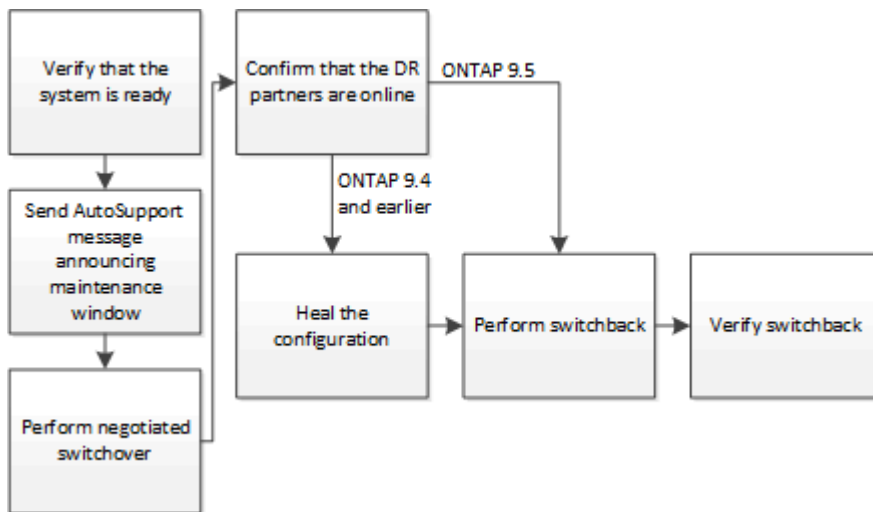 Verify that the
system is ready
Send AutoSupport
message
announcing
maintenance
window
Perform negotiated
switchover
Confirm that the DR
partners are online
ONTAP 9.5
ONTAP 9.4
and earlier
Heal the
configuration
Perform switchback
Verify switchback